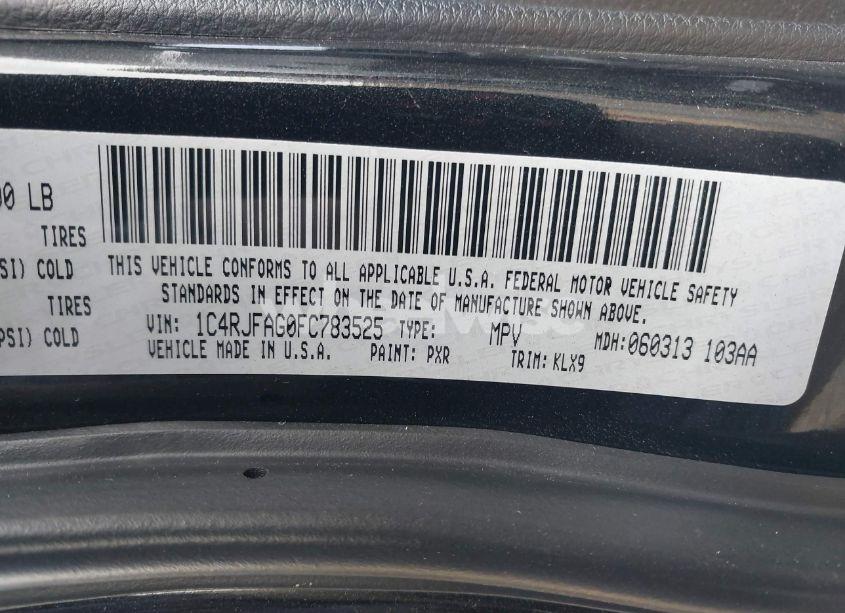 00 LB
TIRES
SI) COLD
TIRES
PSI) COLD
THIS VEHICLE CONFORMS TO ALL APPLICABLE U.S.A. FEDERAL MOTOR VEHICLE SAFETY
STANDARDS IN EFFECT ON THE DATE OF MANUFACTURE SHOWN ABOVE.
VIN: 1C4RJFAG0FC783525 TYPE: MPV MDH:060313 103AA
VEHICLE MADE IN U.S.A. PAINT: PXR TRIM: KLX9